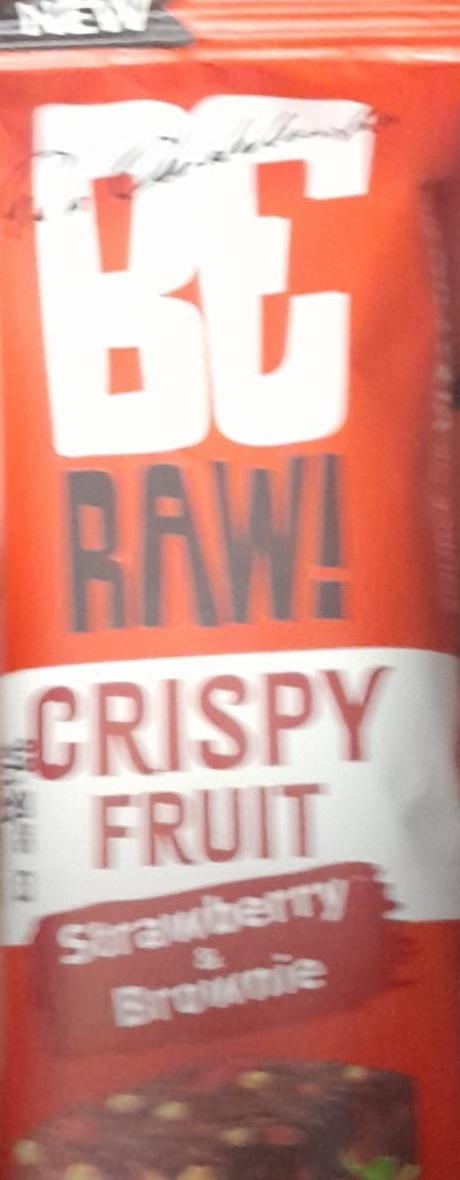 NEW
BE
RAW!
CRISPY
FRUIT
Strawberry
&
Brownie